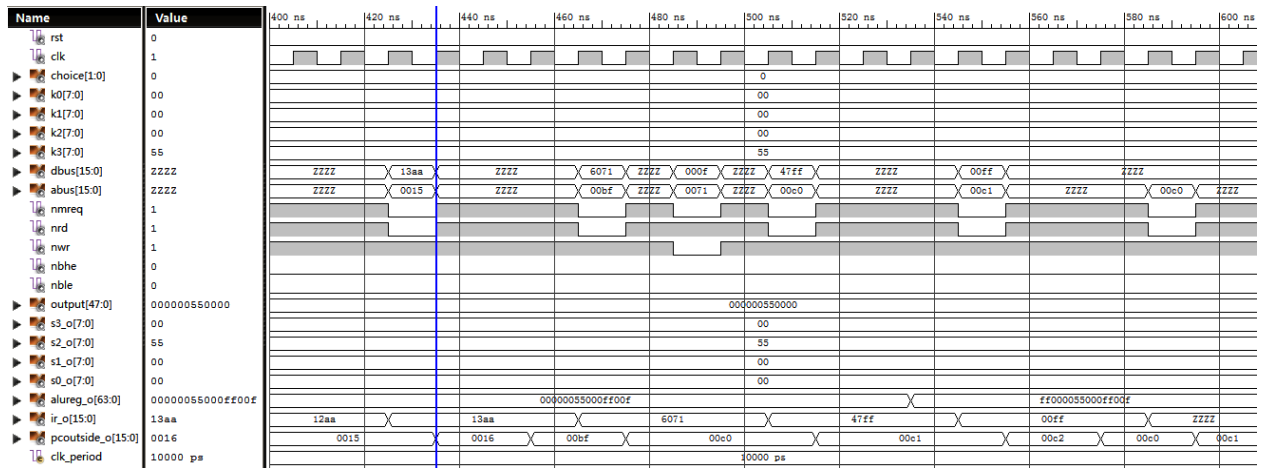 Name Value 400 ns 420 ns 440 ns 460 ns 480 ns 500 ns 520 ns 540 ns 560 ns 580 ns 600 ns
rst 0
clk 1
choice[1:0] 0 0
k0[7:0] 00 00
k1[7:0] 00 00
k2[7:0] 00 00
k3[7:0] 55 55
dbus[15:0] ZZZZ ZZZZ 13aa ZZZZ 6071 ZZZZ 000f ZZZZ 47ff ZZZZ 00ff ZZZZ
abus[15:0] ZZZZ ZZZZ 0015 ZZZZ 00bf ZZZZ 0071 ZZZZ 00c0 ZZZZ 00c1 ZZZZ 00c0 ZZZZ
nmreq 1
nrd 1
nwr 1
nbhe 0
nble 0
output[47:0] 000000550000 000000550000
s3_o[7:0] 00 00
s2_o[7:0] 55 55
s1_o[7:0] 00 00
s0_o[7:0] 00 00
alureg_o[63:0] 00000055000ff00f 00000055000ff00f ff000055000ff00f
ir_o[15:0] 13aa 12aa 13aa 6071 47ff 00ff ZZZZ
pcoutside_o[15:0] 0016 0015 0016 00bf 00c0 00c1 00c2 00c0 00c1
clk_period 10000 ps 10000 ps